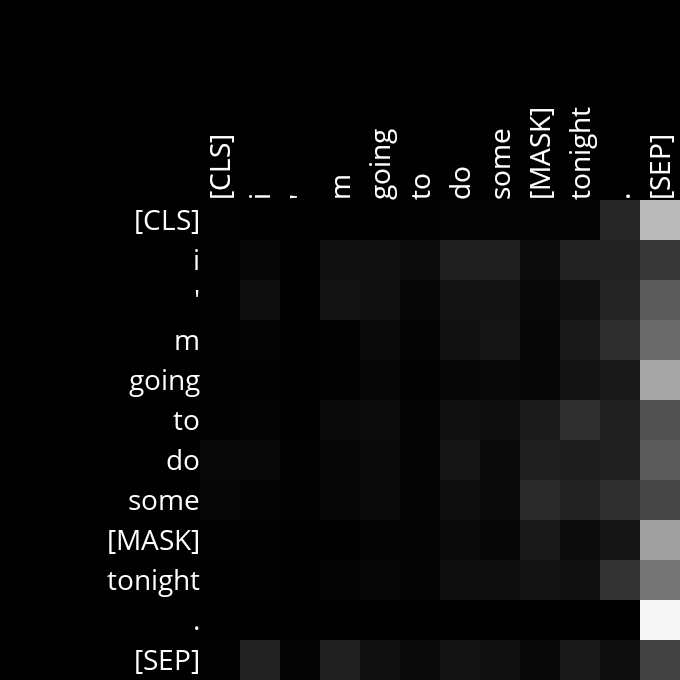 [CLS] i ' m going to do some [MASK] tonight . [SEP]
[CLS]
i
'
m
going
to
do
some
[MASK]
tonight
.
[SEP]